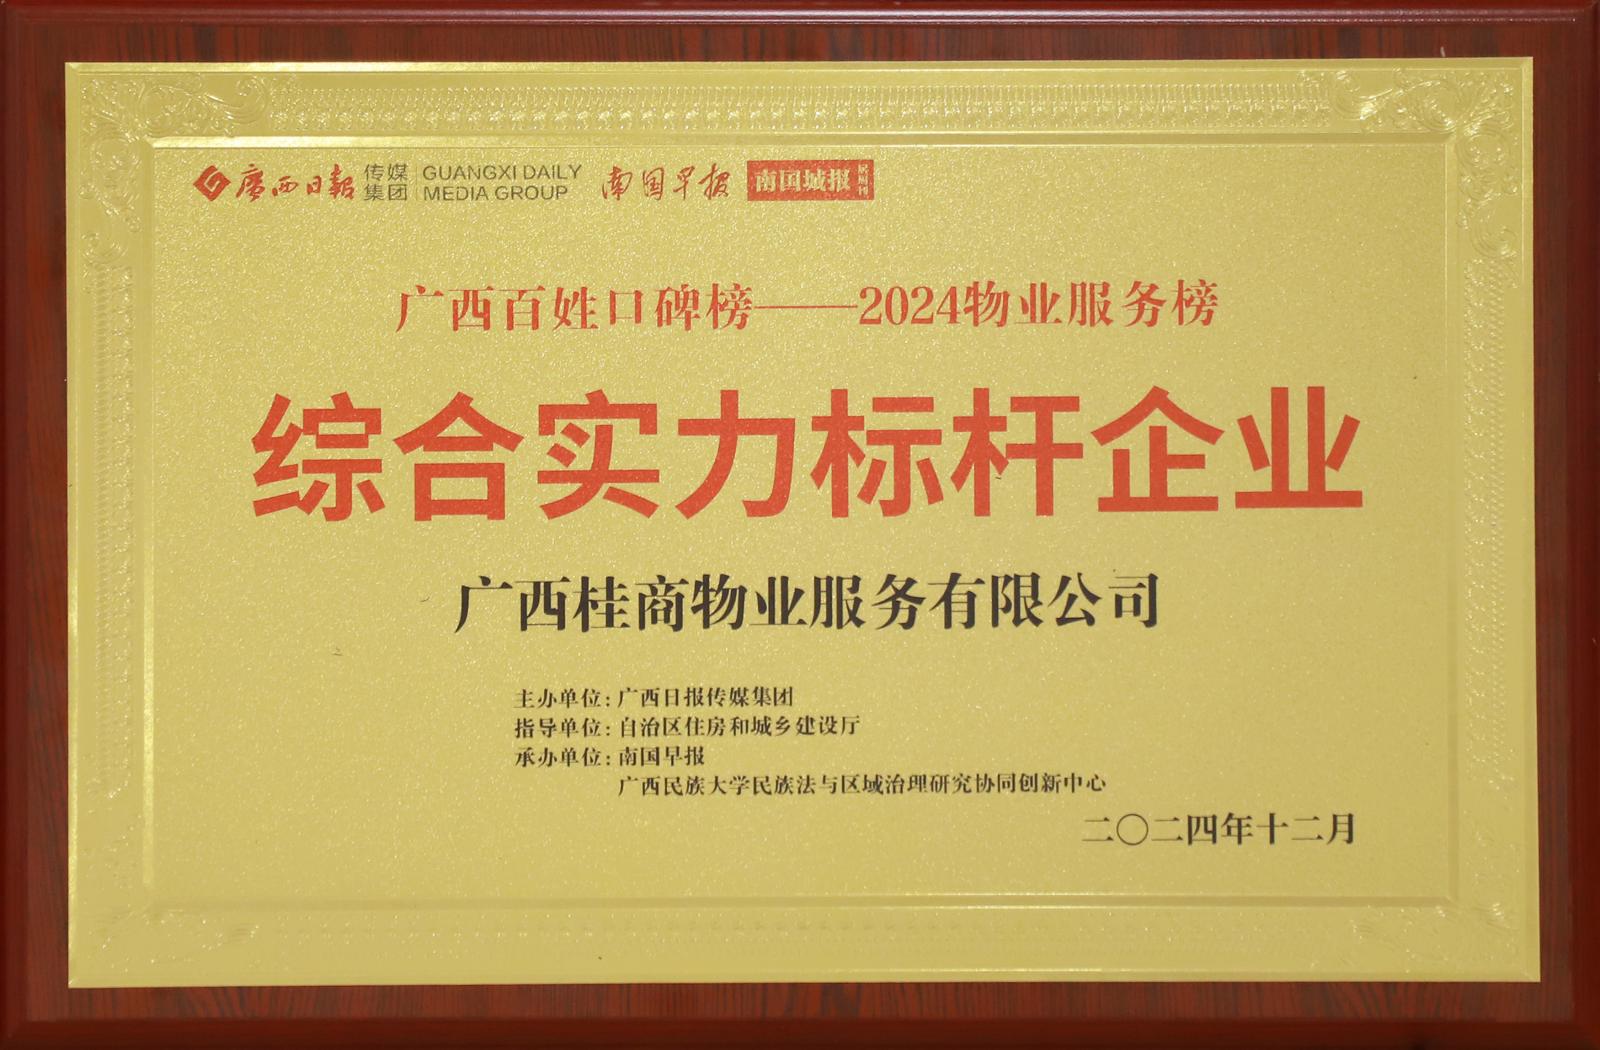 廣西日報 传媒集团 GUANGXI DAILY MEDIA GROUP 南国早报 南国城报 居周刊
广西百姓口碑榜——2024物业服务榜
综合实力标杆企业
广西桂商物业服务有限公司
主办单位：广西日报传媒集团
指导单位：自治区住房和城乡建设厅
承办单位：南国早报
广西民族大学民族法与区域治理研究协同创新中心
二〇二四年十二月